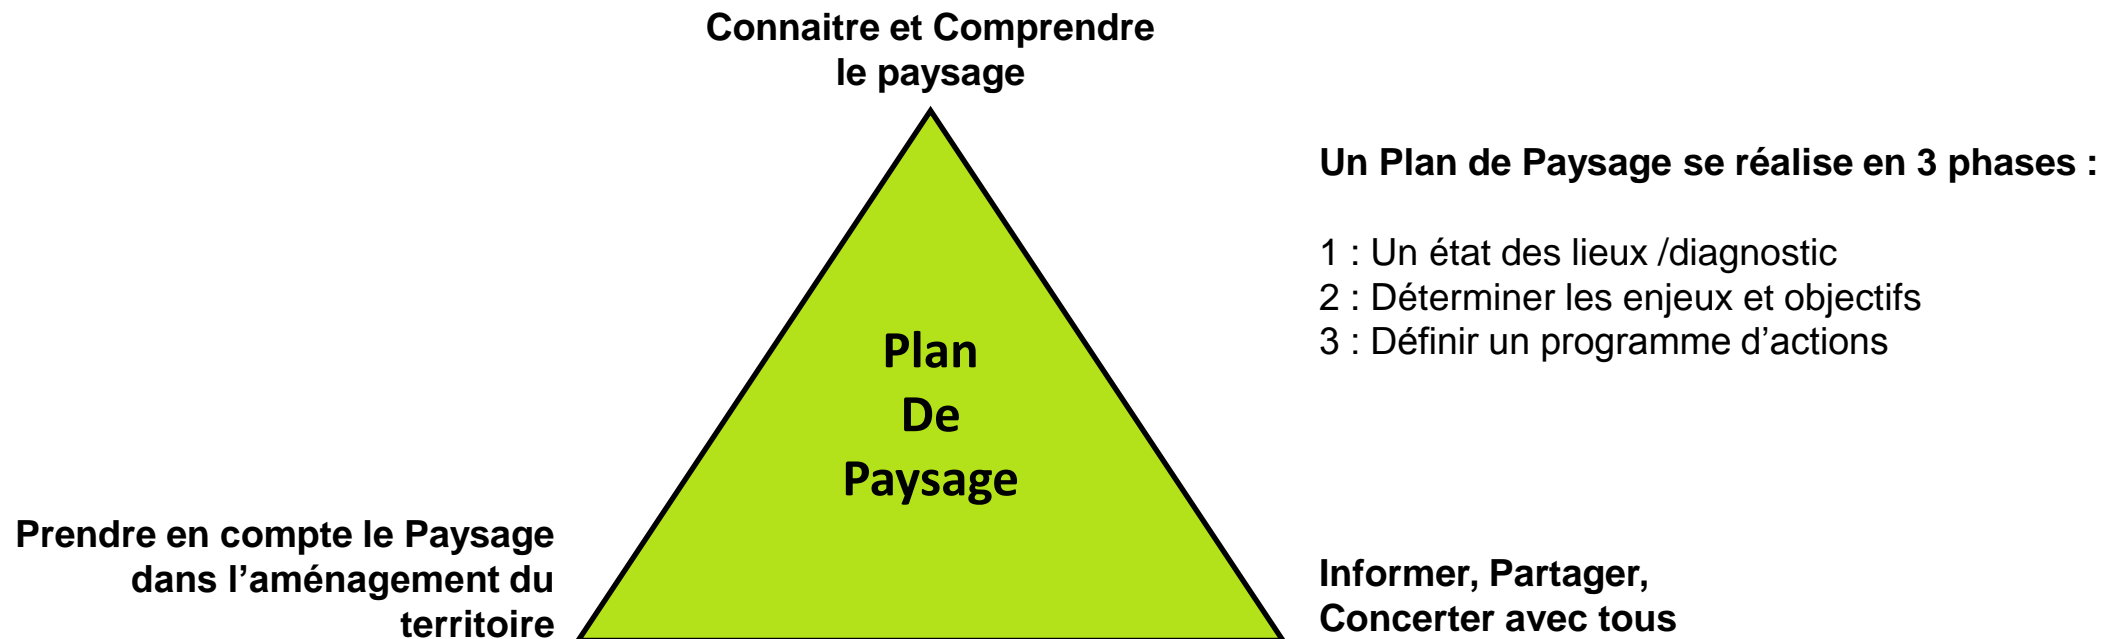 Connaitre et Comprendre
le paysage
Un Plan de Paysage se réalise en 3 phases :
1 : Un état des lieux /diagnostic
2 : Déterminer les enjeux et objectifs
3 : Définir un programme d’actions
Plan
De
Paysage
Prendre en compte le Paysage
dans l’aménagement du
territoire
Informer, Partager,
Concerter avec tous